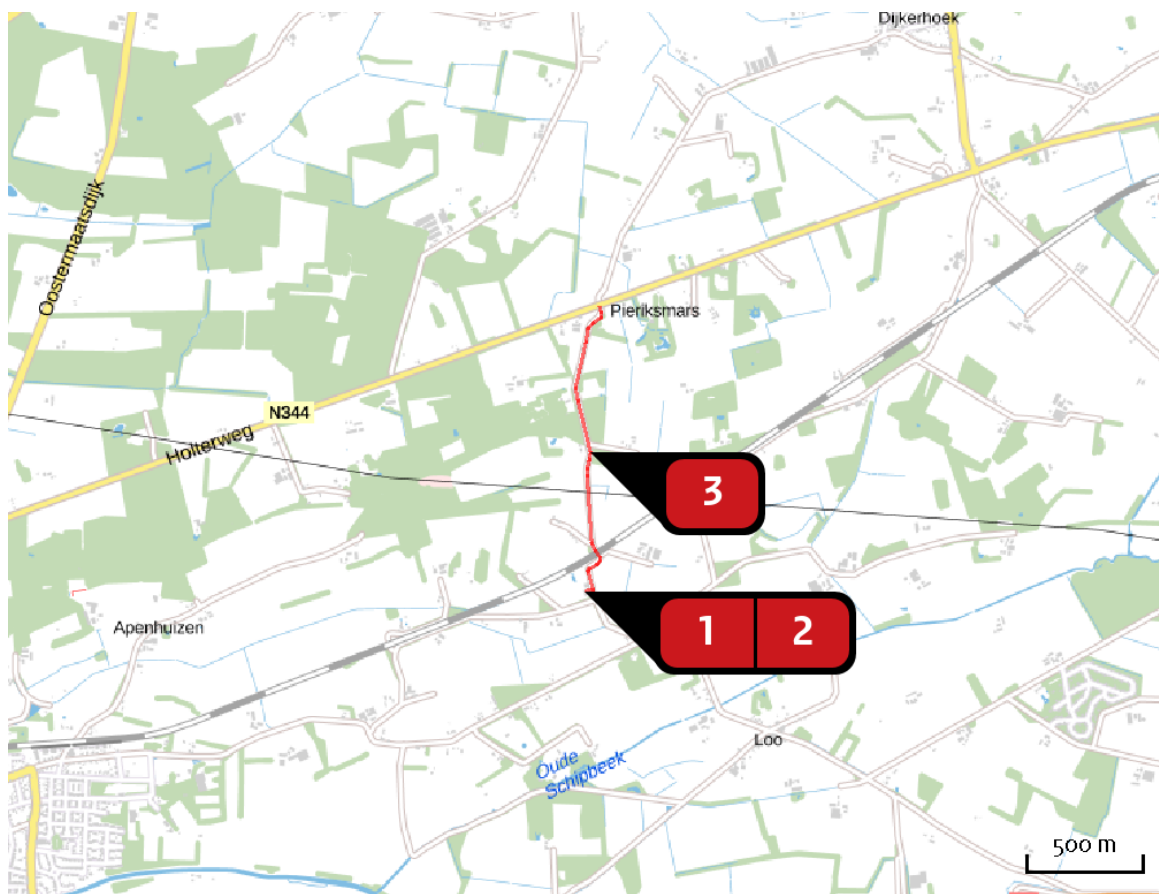 Dijkerhoek
Oostermaatsdijk
Pieriksmars
N344
Holterweg
3
Apenhuizen
1 2
Loo
Oude
Schipbeek
500 m